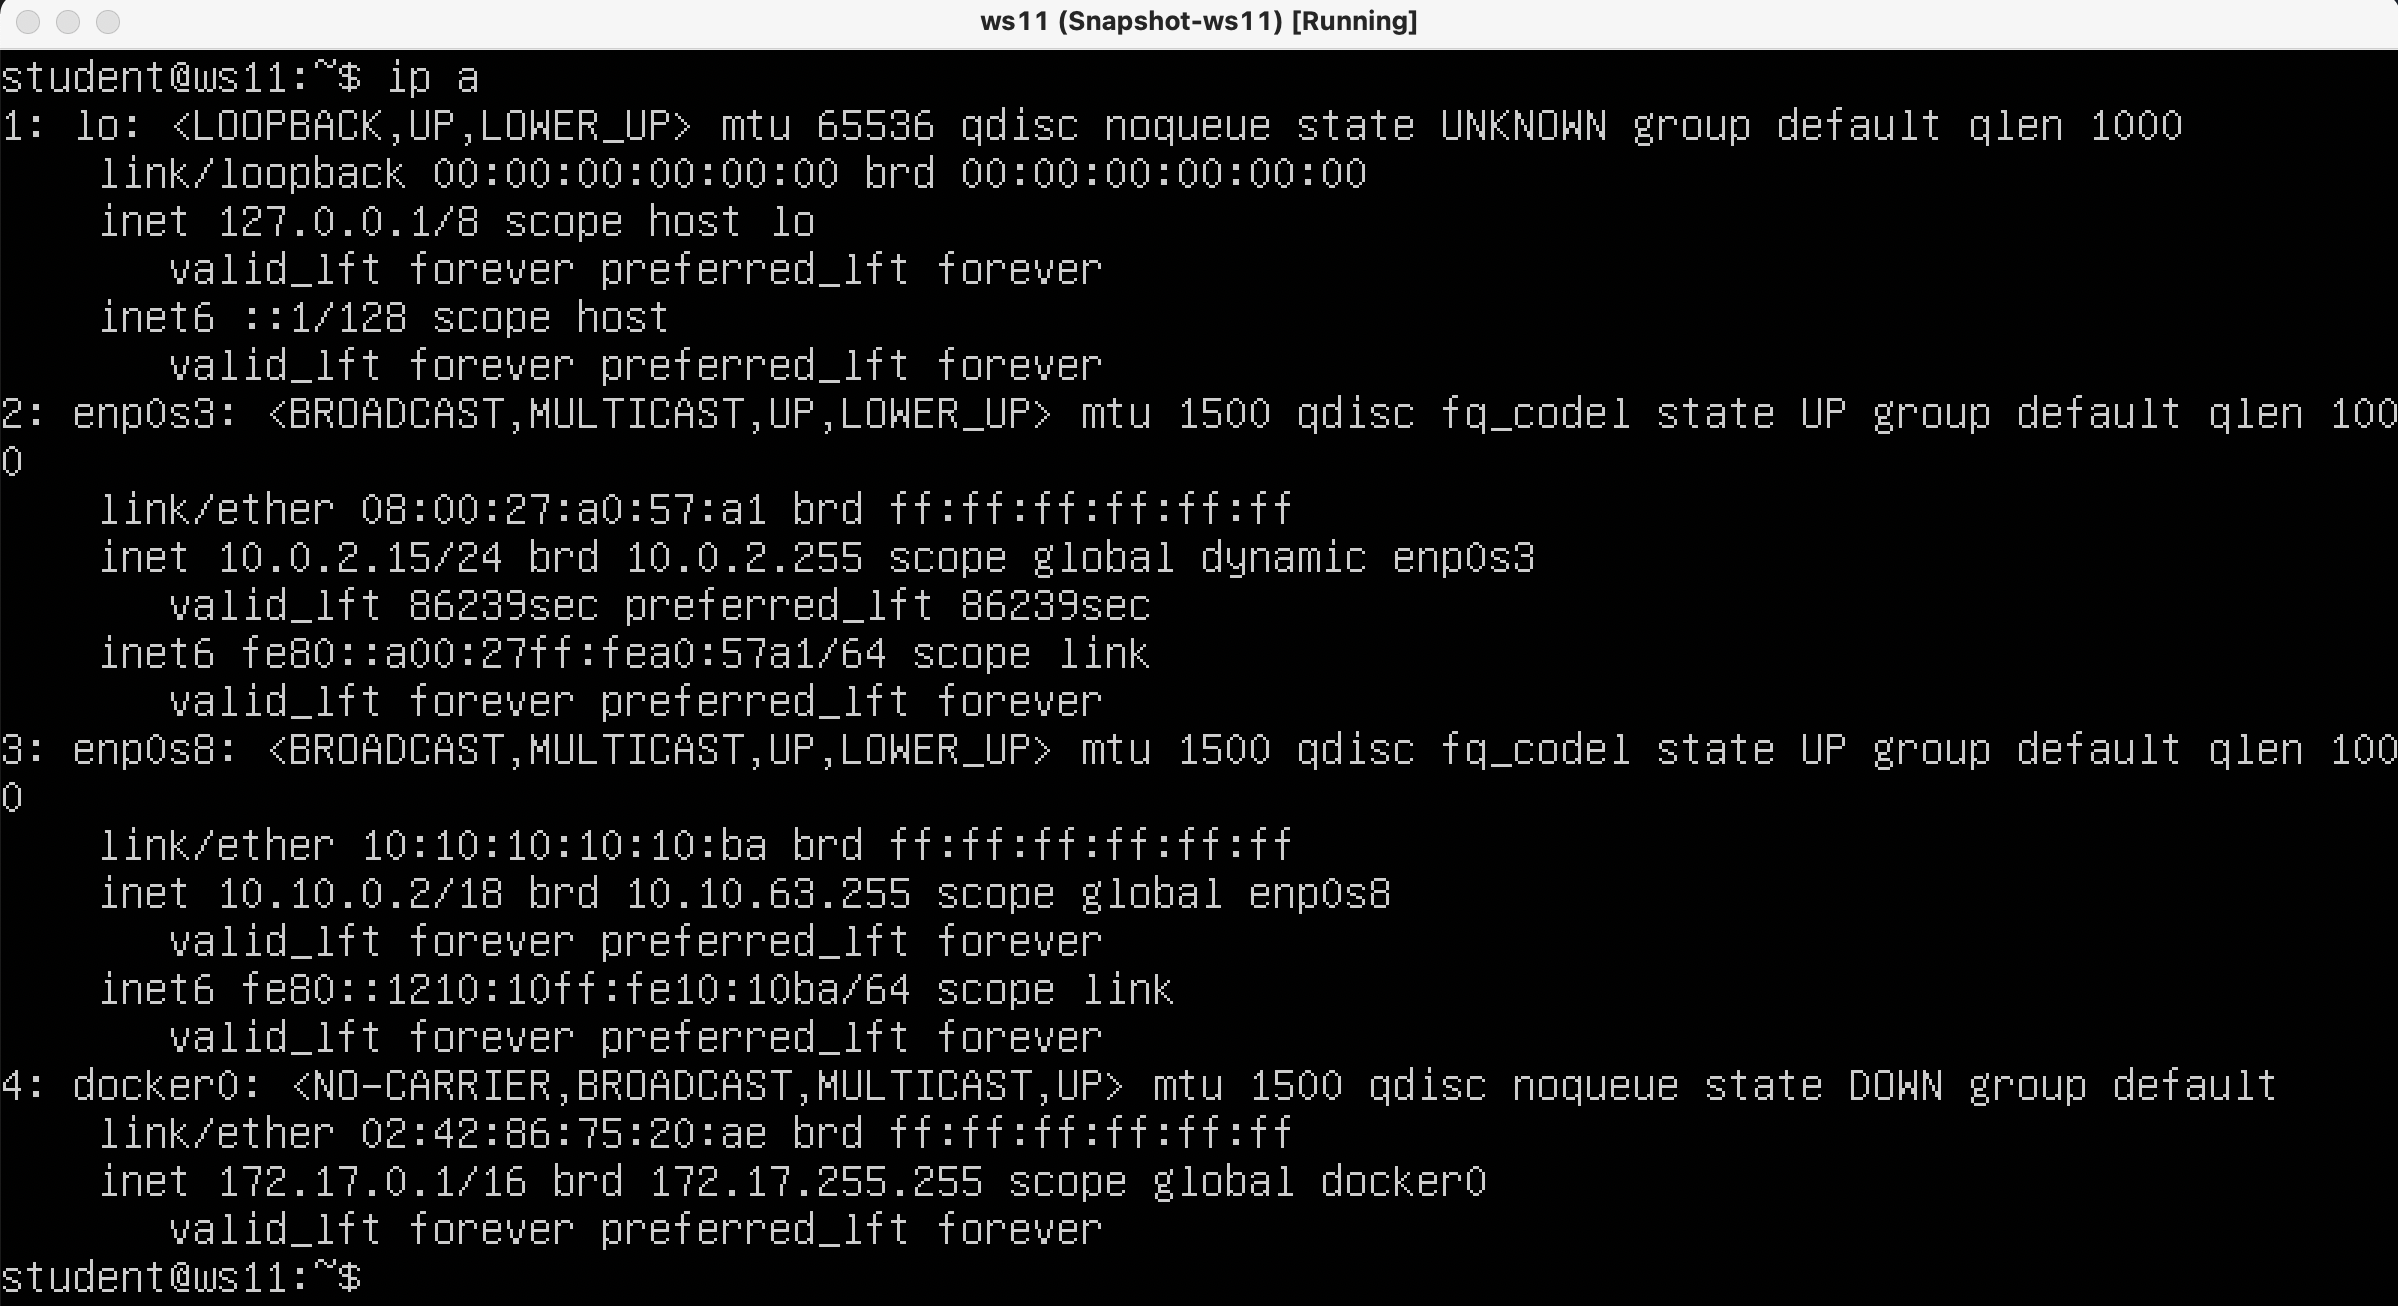 ws11 (Snapshot-ws11) [Running]
student@ws11:~$ ip a
1: lo: <LOOPBACK,UP,LOWER_UP> mtu 65536 qdisc noqueue state UNKNOWN group default qlen 1000
    link/loopback 00:00:00:00:00:00 brd 00:00:00:00:00:00
    inet 127.0.0.1/8 scope host lo
       valid_lft forever preferred_lft forever
    inet6 ::1/128 scope host
       valid_lft forever preferred_lft forever
2: enp0s3: <BROADCAST,MULTICAST,UP,LOWER_UP> mtu 1500 qdisc fq_codel state UP group default qlen 100
0
    link/ether 08:00:27:a0:57:a1 brd ff:ff:ff:ff:ff:ff
    inet 10.0.2.15/24 brd 10.0.2.255 scope global dynamic enp0s3
       valid_lft 86239sec preferred_lft 86239sec
    inet6 fe80::a00:27ff:fea0:57a1/64 scope link
       valid_lft forever preferred_lft forever
3: enp0s8: <BROADCAST,MULTICAST,UP,LOWER_UP> mtu 1500 qdisc fq_codel state UP group default qlen 100
0
    link/ether 10:10:10:10:10:ba brd ff:ff:ff:ff:ff:ff
    inet 10.10.0.2/18 brd 10.10.63.255 scope global enp0s8
       valid_lft forever preferred_lft forever
    inet6 fe80::1210:10ff:fe10:10ba/64 scope link
       valid_lft forever preferred_lft forever
4: docker0: <NO-CARRIER,BROADCAST,MULTICAST,UP> mtu 1500 qdisc noqueue state DOWN group default
    link/ether 02:42:86:75:20:ae brd ff:ff:ff:ff:ff:ff
    inet 172.17.0.1/16 brd 172.17.255.255 scope global docker0
       valid_lft forever preferred_lft forever
student@ws11:~$